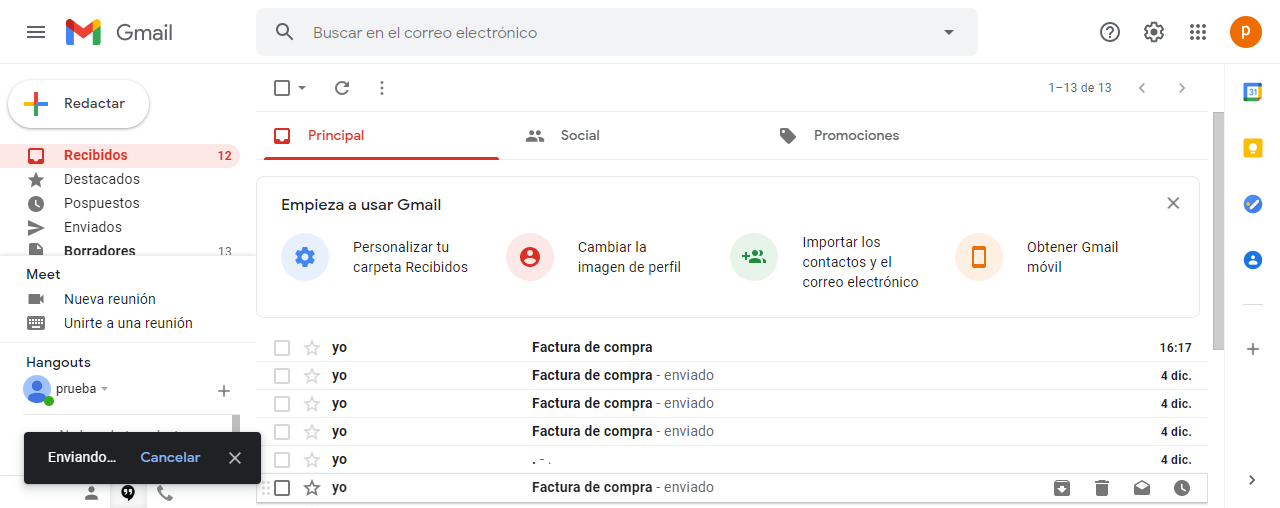 Gmail
Buscar en el correo electrónico
p
Redactar
1–13 de 13
31
Principal
Social
Promociones
Recibidos 12
Destacados
Pospuestos
Enviados
Borradores 13
Empieza a usar Gmail
Personalizar tu
carpeta Recibidos
Cambiar la
imagen de perfil
Importar los
contactos y el
correo electrónico
Obtener Gmail
móvil
Meet
Nueva reunión
Unirte a una reunión
Hangouts
prueba
Enviando... Cancelar
yo Factura de compra 16:17
yo Factura de compra - enviado 4 dic.
yo Factura de compra - enviado 4 dic.
yo Factura de compra - enviado 4 dic.
yo . - . 4 dic.
yo Factura de compra - enviado